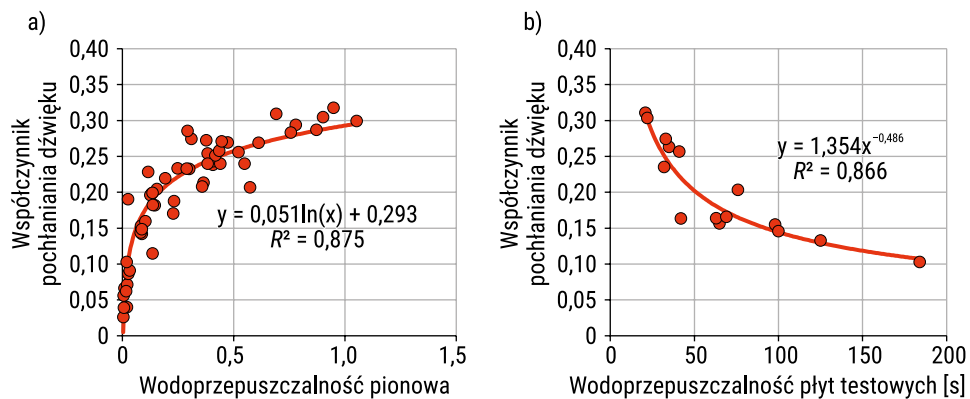 a)
Współczynnik
pochłaniania dźwięku
0,40
0,35
0,30
0,25
0,20
0,15
0,10
0,05
0
y = 0,051ln(x) + 0,293
R² = 0,875
0
0,5
1,0
1,5
Wodoprzepuszczalność pionowa
b)
Współczynnik
pochłaniania dźwięku
0,40
0,35
0,30
0,25
0,20
0,15
0,10
0,05
0
y = 1,354x⁻⁰,⁴⁸⁶
R² = 0,866
0
50
100
150
200
Wodoprzepuszczalność płyt testowych [s]